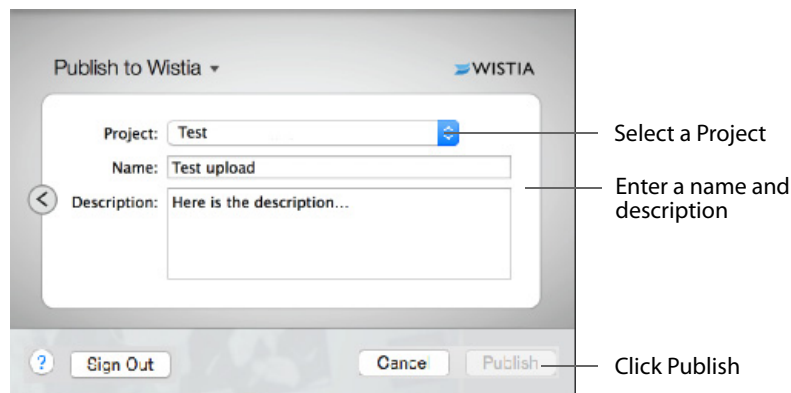 Publish to Wistia
WISTIA
Project: Test
Select a Project
Name: Test upload
Enter a name and
description
Description: Here is the description...
? Sign Out Cancel Publish
Click Publish